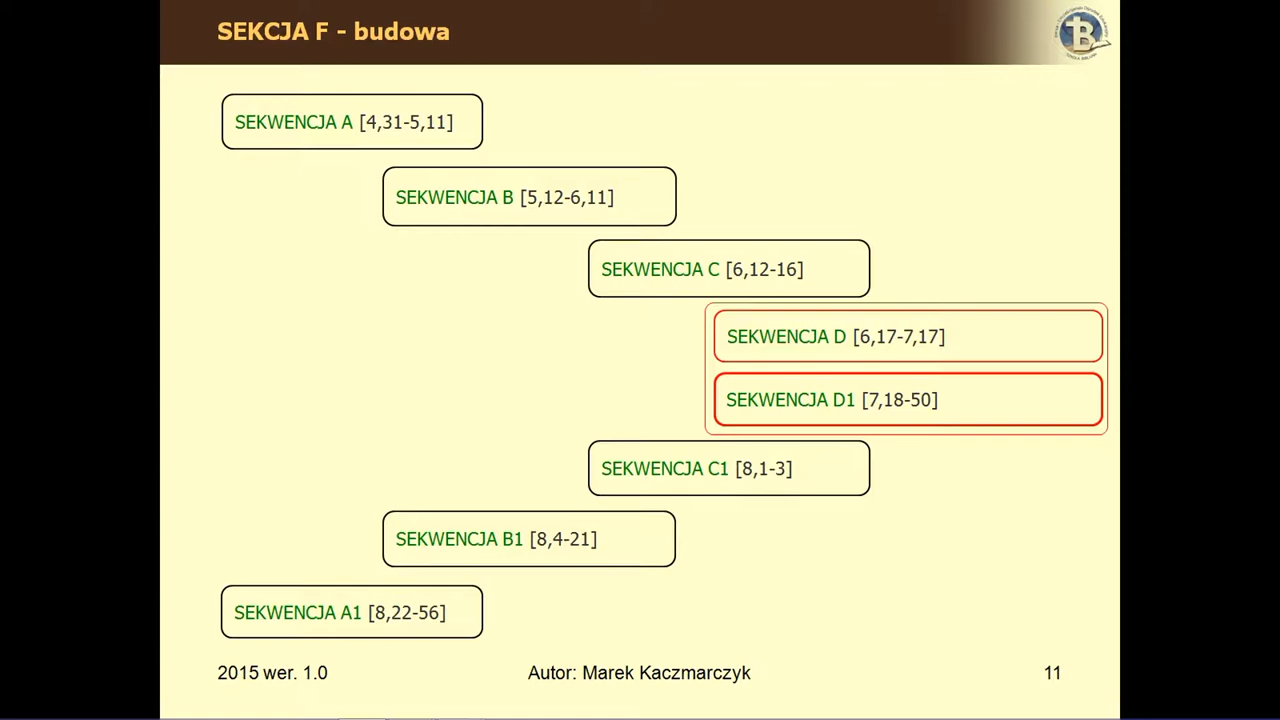 SEKCJA F - budowa
SEKWENCJA A [4,31-5,11]
SEKWENCJA B [5,12-6,11]
SEKWENCJA C [6,12-16]
SEKWENCJA D [6,17-7,17]
SEKWENCJA D1 [7,18-50]
SEKWENCJA C1 [8,1-3]
SEKWENCJA B1 [8,4-21]
SEKWENCJA A1 [8,22-56]
2015 wer. 1.0
Autor: Marek Kaczmarczyk
11